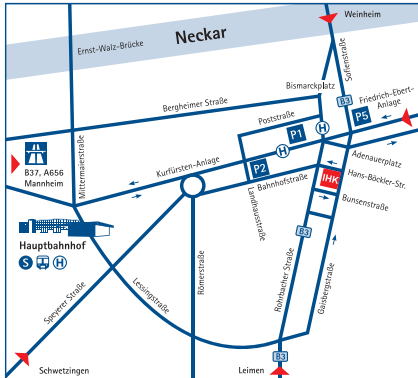 Weinheim
Ernst-Walz-Brücke
Neckar
Sofienstraße
Bismarckplatz
B3
Friedrich-Ebert-
Anlage
Bergheimer Straße
Poststraße
P1
H
P5
Mittermaierstraße
B37, A656
Mannheim
Kurfürsten-Anlage
H
P2
Adenauerplatz
Bahnhofstraße
IHK
Hans-Böckler-Str.
Landhausstraße
Bunsenstraße
Hauptbahnhof
S
H
B3
Rohrbacher Straße
Gaisbergstraße
Römerstraße
Lessingstraße
Speyerer Straße
B3
Schwetzingen
Leimen